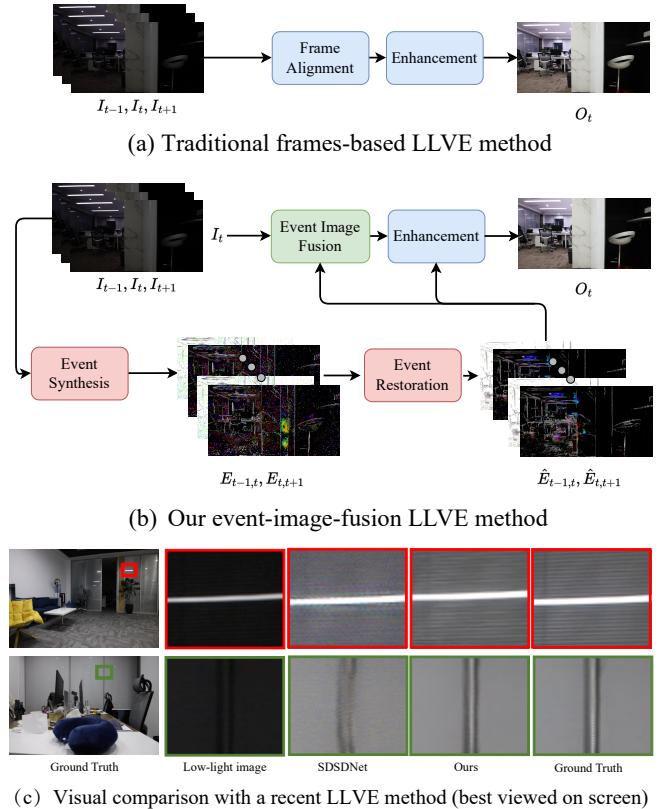 Frame
Alignment
Enhancement
I_{t-1}, I_t, I_{t+1}
O_t
(a) Traditional frames-based LLVE method
I_t
Event Image
Fusion
Enhancement
I_{t-1}, I_t, I_{t+1}
O_t
Event
Synthesis
Event
Restoration
E_{t-1,t}, E_{t,t+1}
Ê_{t-1,t}, Ê_{t,t+1}
(b) Our event-image-fusion LLVE method
Ground Truth
Low-light image
SDSDNet
Ours
Ground Truth
（c） Visual comparison with a recent LLVE method (best viewed on screen)